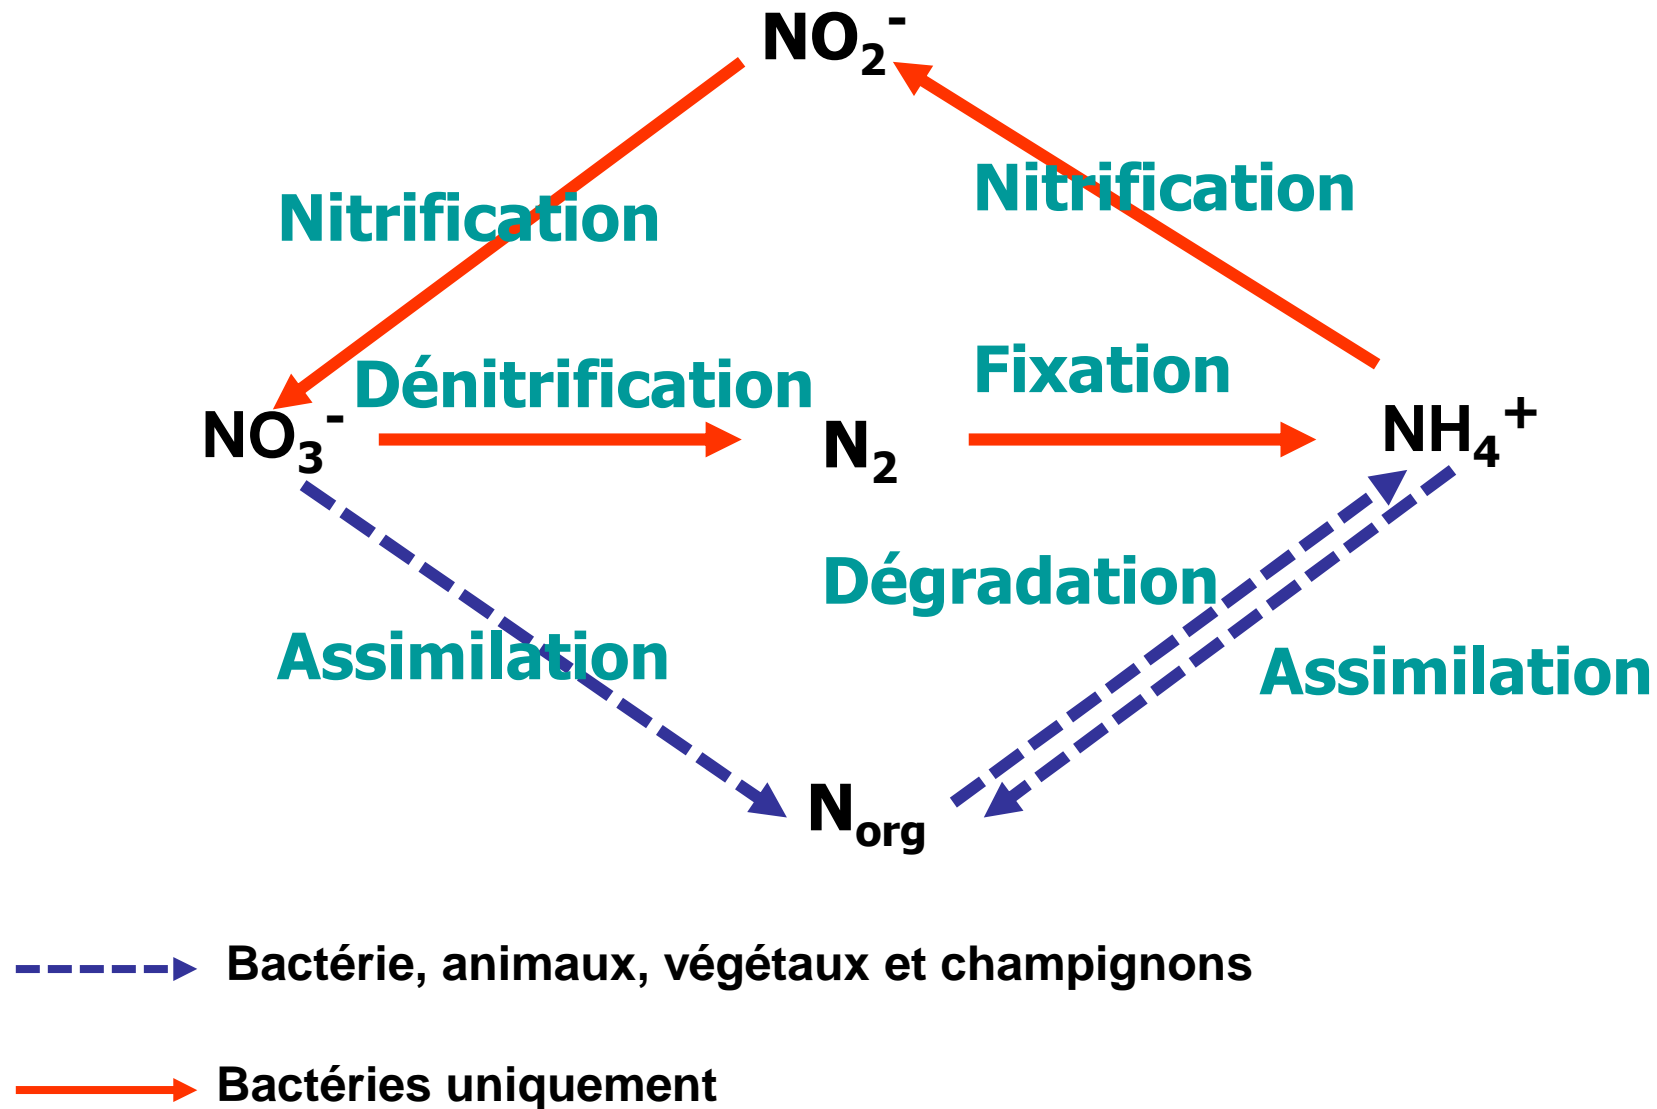 NO₂⁻
Nitrification
Nitrification
Dénitrification
Fixation
NO₃⁻
N₂
NH₄⁺
Dégradation
Assimilation
Assimilation
Norg
Bactérie, animaux, végétaux et champignons
Bactéries uniquement